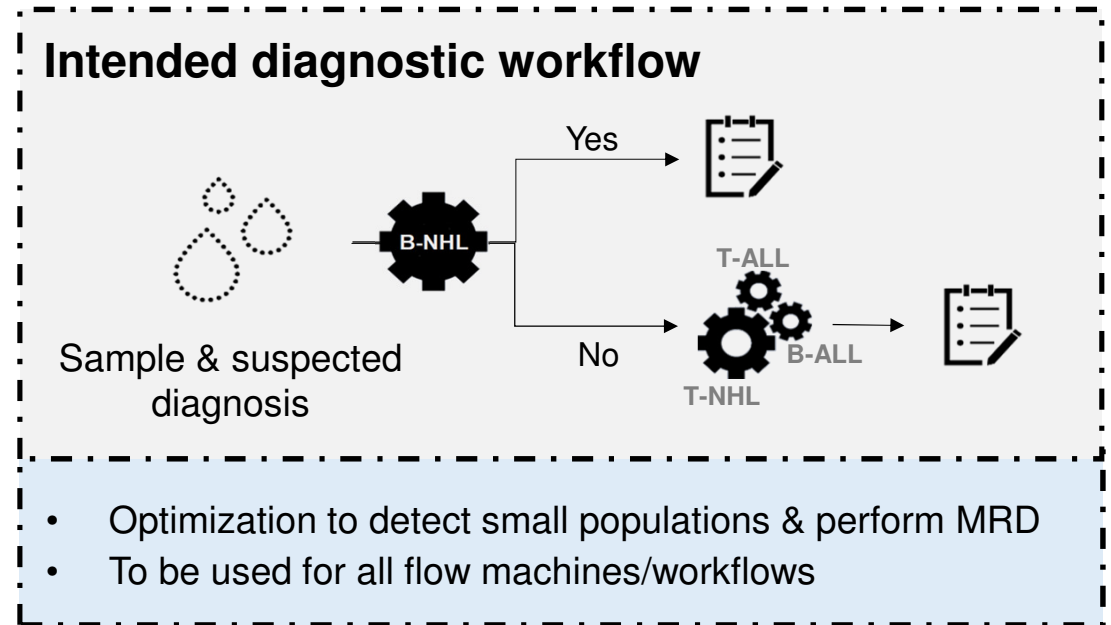 Intended diagnostic workflow
Yes
B-NHL
T-ALL
B-ALL
No
T-NHL
Sample & suspected
diagnosis
• Optimization to detect small populations & perform MRD
• To be used for all flow machines/workflows